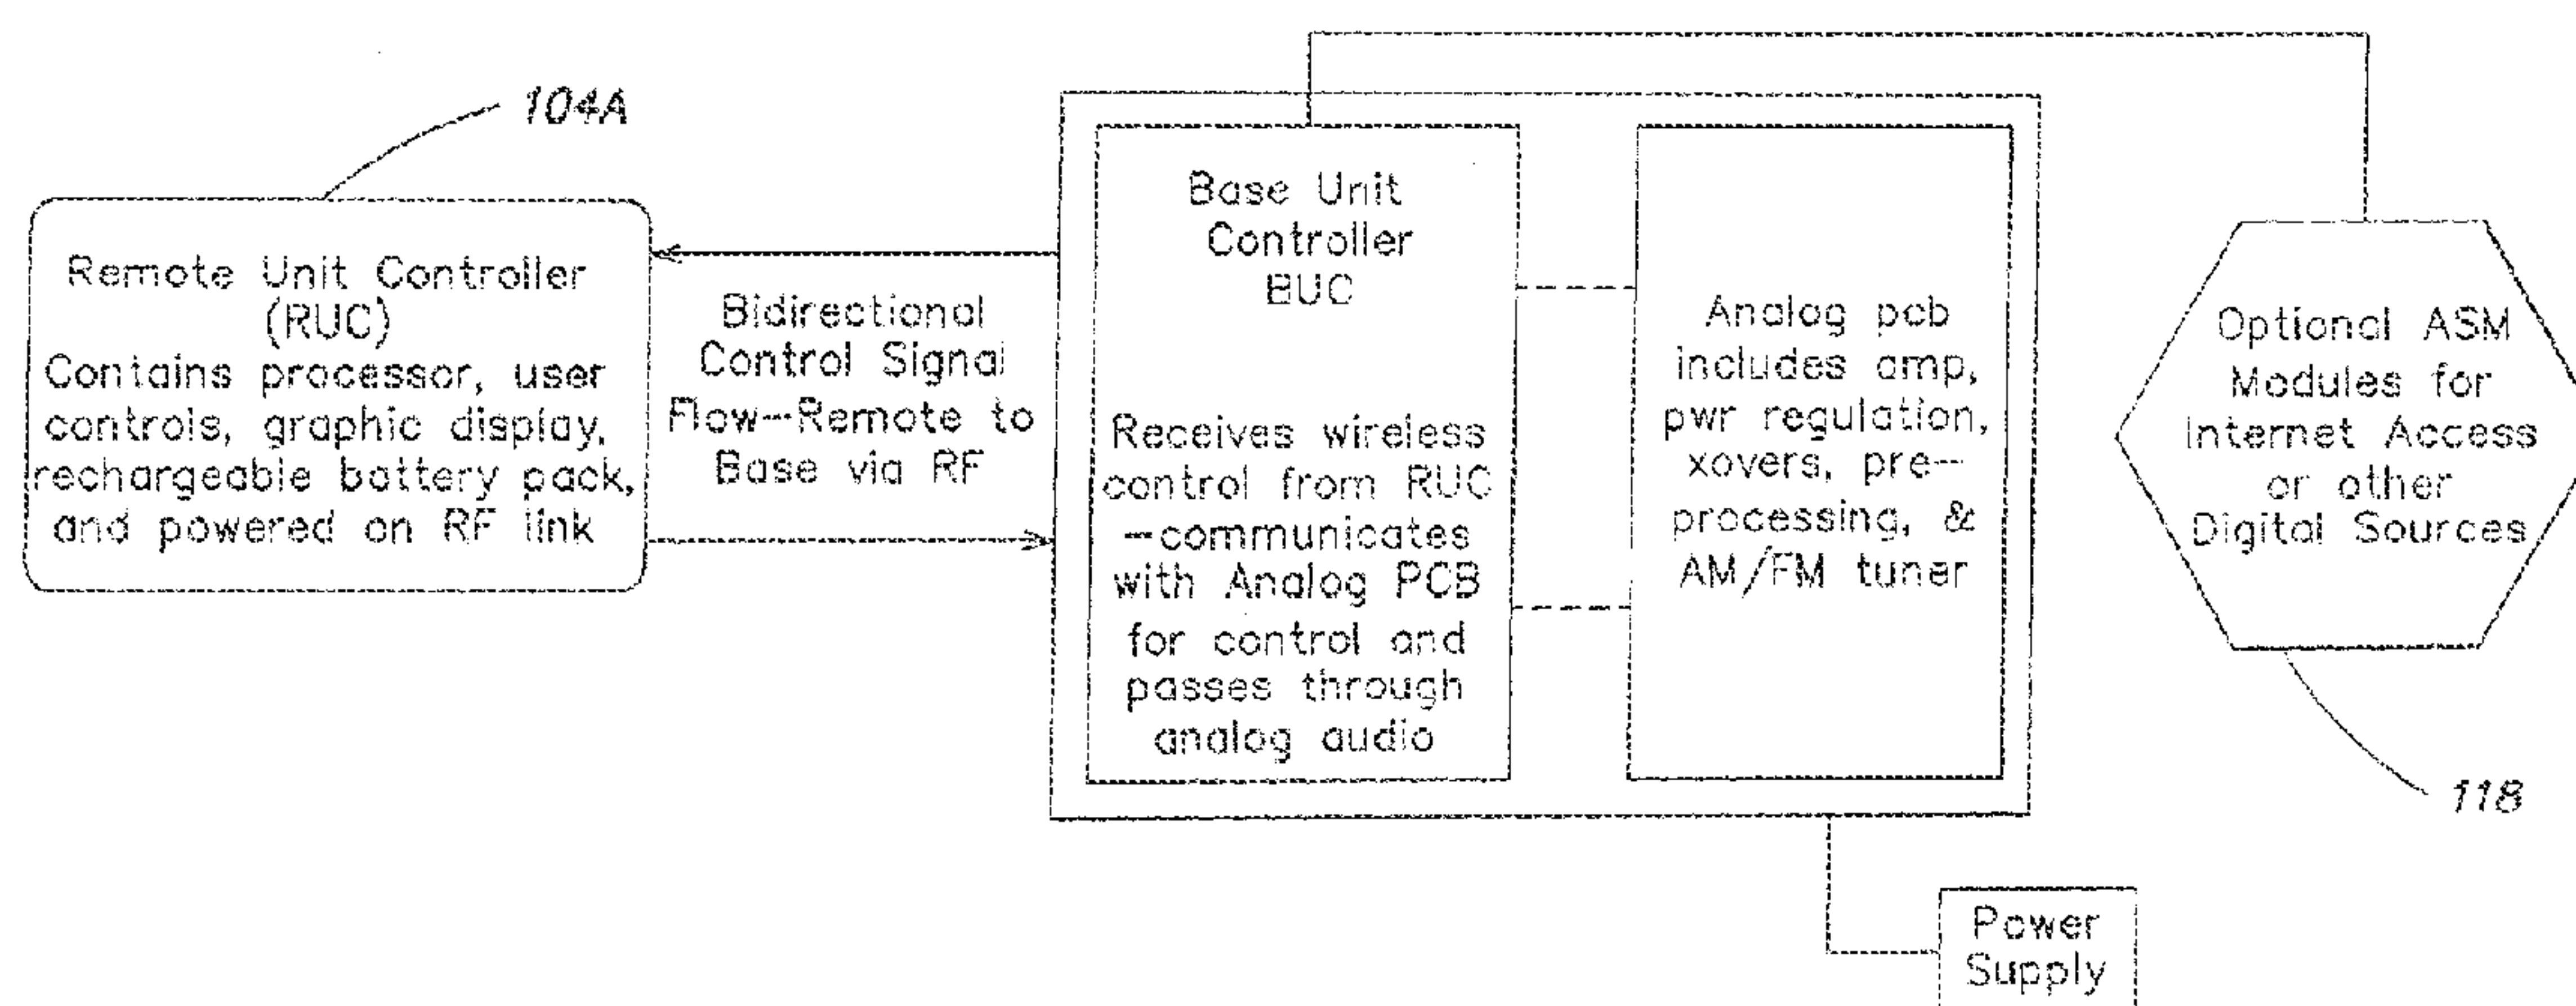 104A
Remote Unit Controller
(RUC)
Contains processor, user
controls, graphic display,
rechargeable battery pack,
and powered on RF link
Bidirectional
Control Signal
Flow--Remote to
Base via RF
Base Unit
Controller
BUC
Receives wireless
control from RUC
-communicates
with Analog PCB
for control and
passes through
analog audio
Analog pcb
includes amp,
pwr regulation,
xovers, pre--
processing, &
AM/FM tuner
Optional ASM
Modules for
Internet Access
or other
Digital Sources
118
Power
Supply